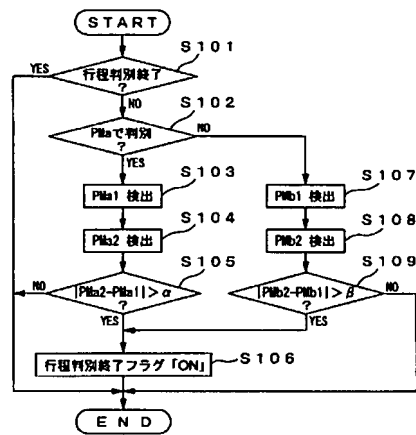 START
S101
YES
行程判別終了
?
NO
S102
PMaで判別
?
NO
YES
S103
PMa1 検出
S104
PMa2 検出
S105
NO
|PMa2-PMa1|>α
?
YES
S107
PMb1 検出
S108
PMb2 検出
S109
|PMb2-PMb1|>β
?
NO
YES
S106
行程判別終了フラグ「ON」
END